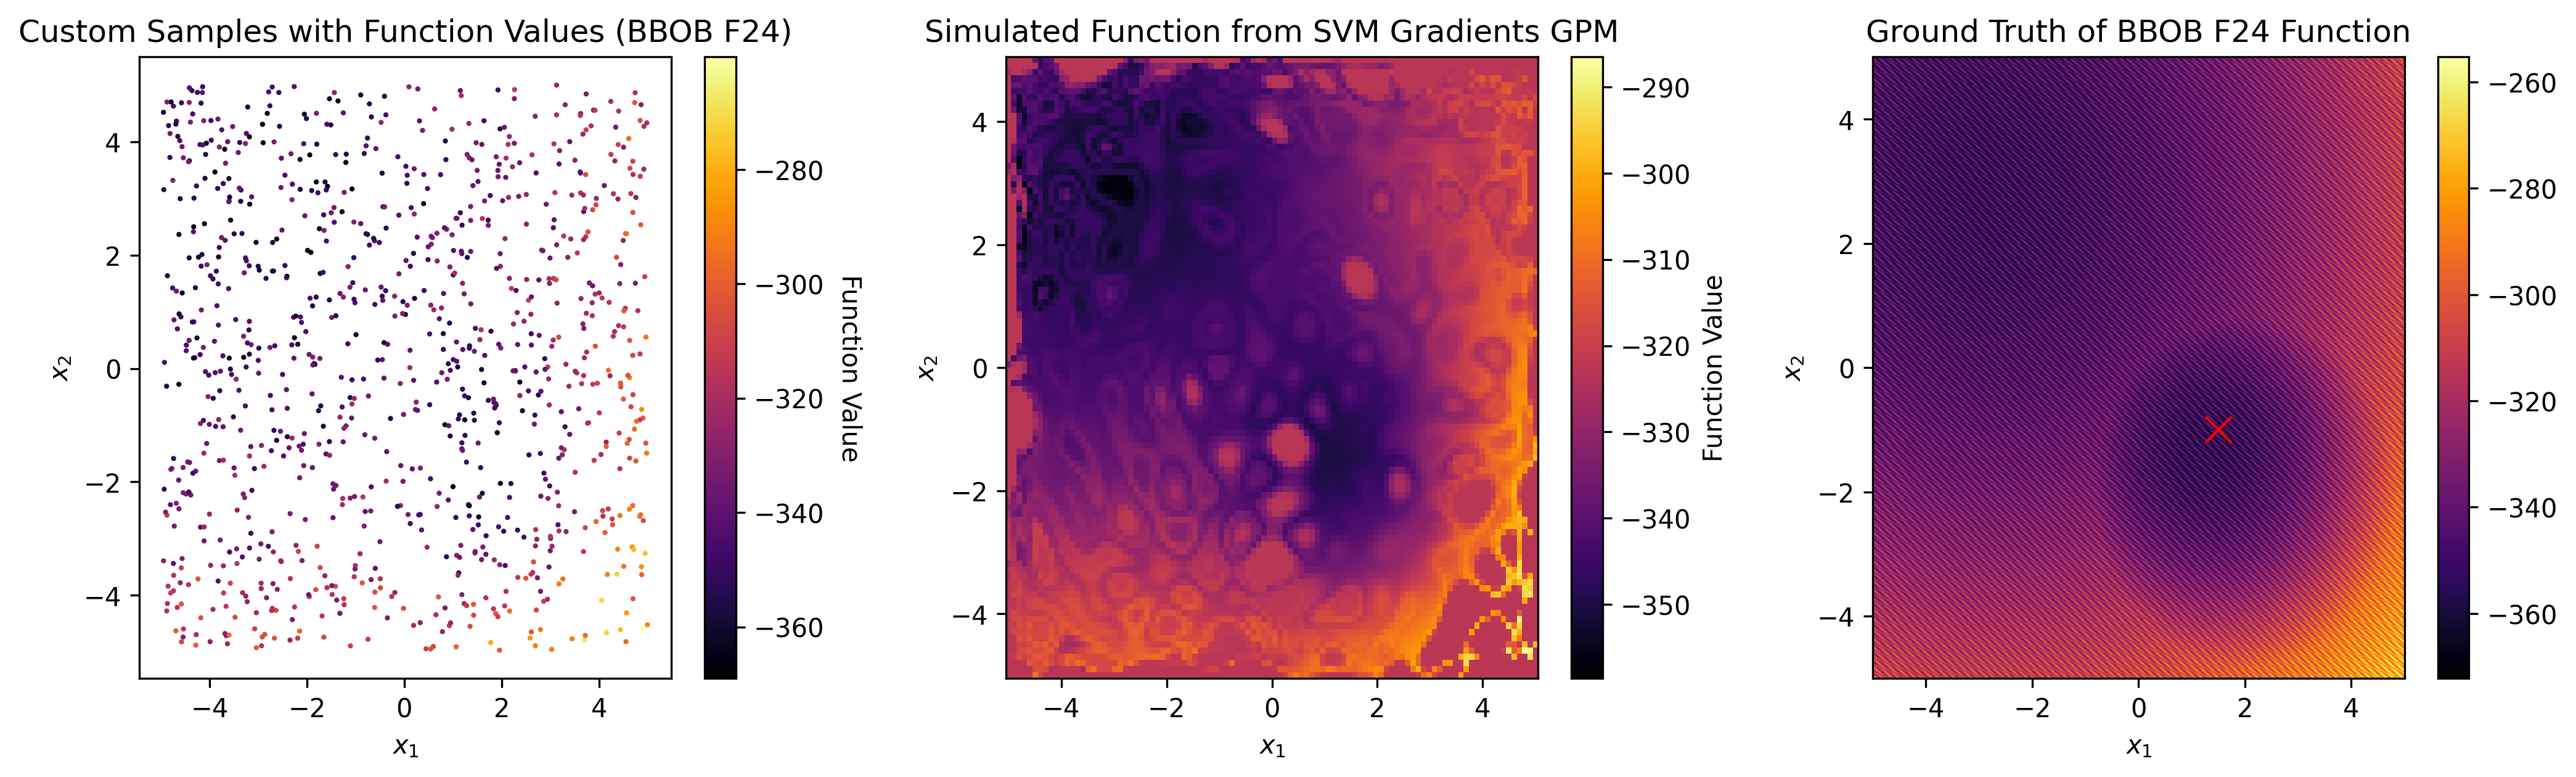 Custom Samples with Function Values (BBOB F24)
4
2
0
−2
−4
x₂
−4 −2 0 2 4
x₁
−280
−300
−320
−340
−360
Function Value
Simulated Function from SVM Gradients GPM
4
2
0
−2
−4
x₂
−4 −2 0 2 4
x₁
−290
−300
−310
−320
−330
−340
−350
Function Value
Ground Truth of BBOB F24 Function
4
2
0
−2
−4
x₂
−4 −2 0 2 4
x₁
−260
−280
−300
−320
−340
−360